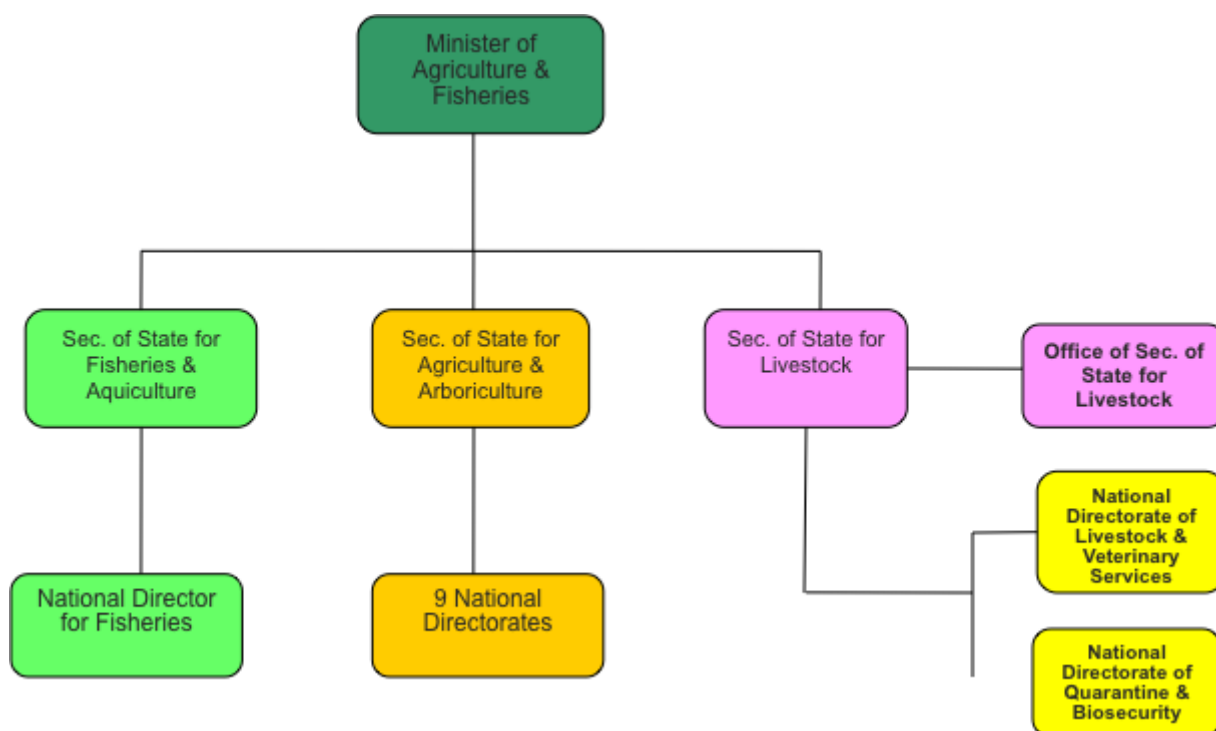 Minister of
Agriculture &
Fisheries
Sec. of State for
Fisheries &
Aquiculture
Sec. of State for
Agriculture &
Arboriculture
Sec. of State for
Livestock
Office of Sec. of
State for
Livestock
National
Directorate of
Livestock &
Veterinary
Services
National Director
for Fisheries
9 National
Directorates
National
Directorate of
Quarantine &
Biosecurity